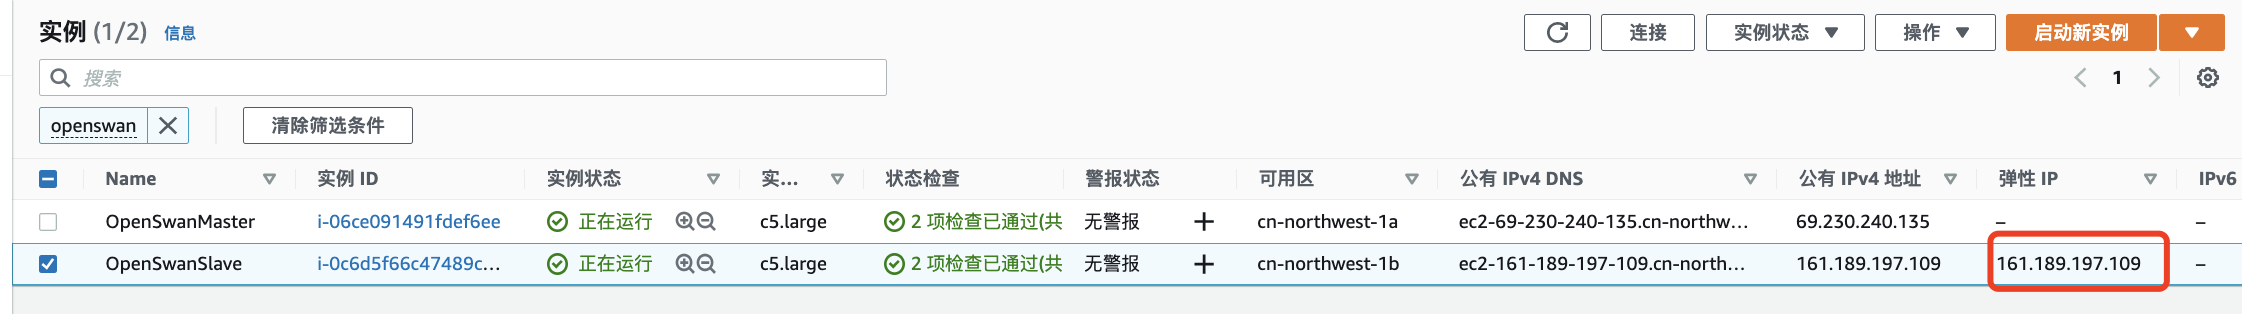 实例 (1/2) 信息 连接 实例状态 操作 启动新实例
搜索 1
openswan 清除筛选条件
Name 实例 ID 实例状态 实... 状态检查 警报状态 可用区 公有 IPv4 DNS 公有 IPv4 地址 弹性 IP IPv6
OpenSwanMaster i-06ce091491fdef6ee 正在运行 c5.large 2 项检查已通过(共 无警报 + cn-northwest-1a ec2-69-230-240-135.cn-northw... 69.230.240.135 – –
OpenSwanSlave i-0c6d5f66c47489c... 正在运行 c5.large 2 项检查已通过(共 无警报 + cn-northwest-1b ec2-161-189-197-109.cn-north... 161.189.197.109 161.189.197.109 –